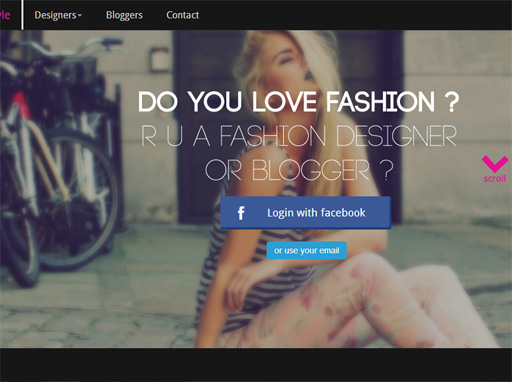 Designers Bloggers Contact
DO YOU LOVE FASHION ?
R U A FASHION DESIGNER
OR BLOGGER ?
scroll
f Login with facebook
or use your email